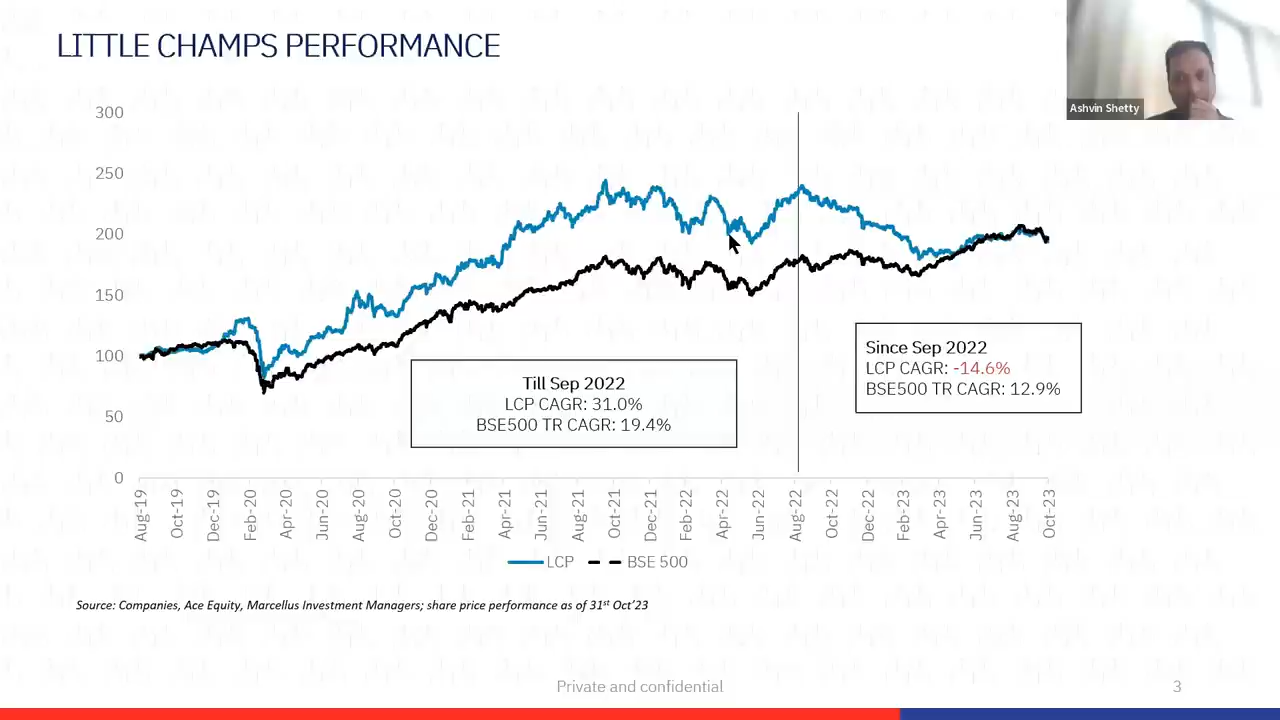 LITTLE CHAMPS PERFORMANCE
Ashvin Shetty
300
250
200
150
100
50
0
Till Sep 2022
LCP CAGR: 31.0%
BSE500 TR CAGR: 19.4%
Since Sep 2022
LCP CAGR: -14.6%
BSE500 TR CAGR: 12.9%
Aug-19
Oct-19
Dec-19
Feb-20
Apr-20
Jun-20
Aug-20
Oct-20
Dec-20
Feb-21
Apr-21
Jun-21
Aug-21
Oct-21
Dec-21
Feb-22
Apr-22
Jun-22
Aug-22
Oct-22
Dec-22
Feb-23
Apr-23
Jun-23
Aug-23
Oct-23
LCP
BSE 500
Source: Companies, Ace Equity, Marcellus Investment Managers; share price performance as of 31st Oct’23
Private and confidential
3